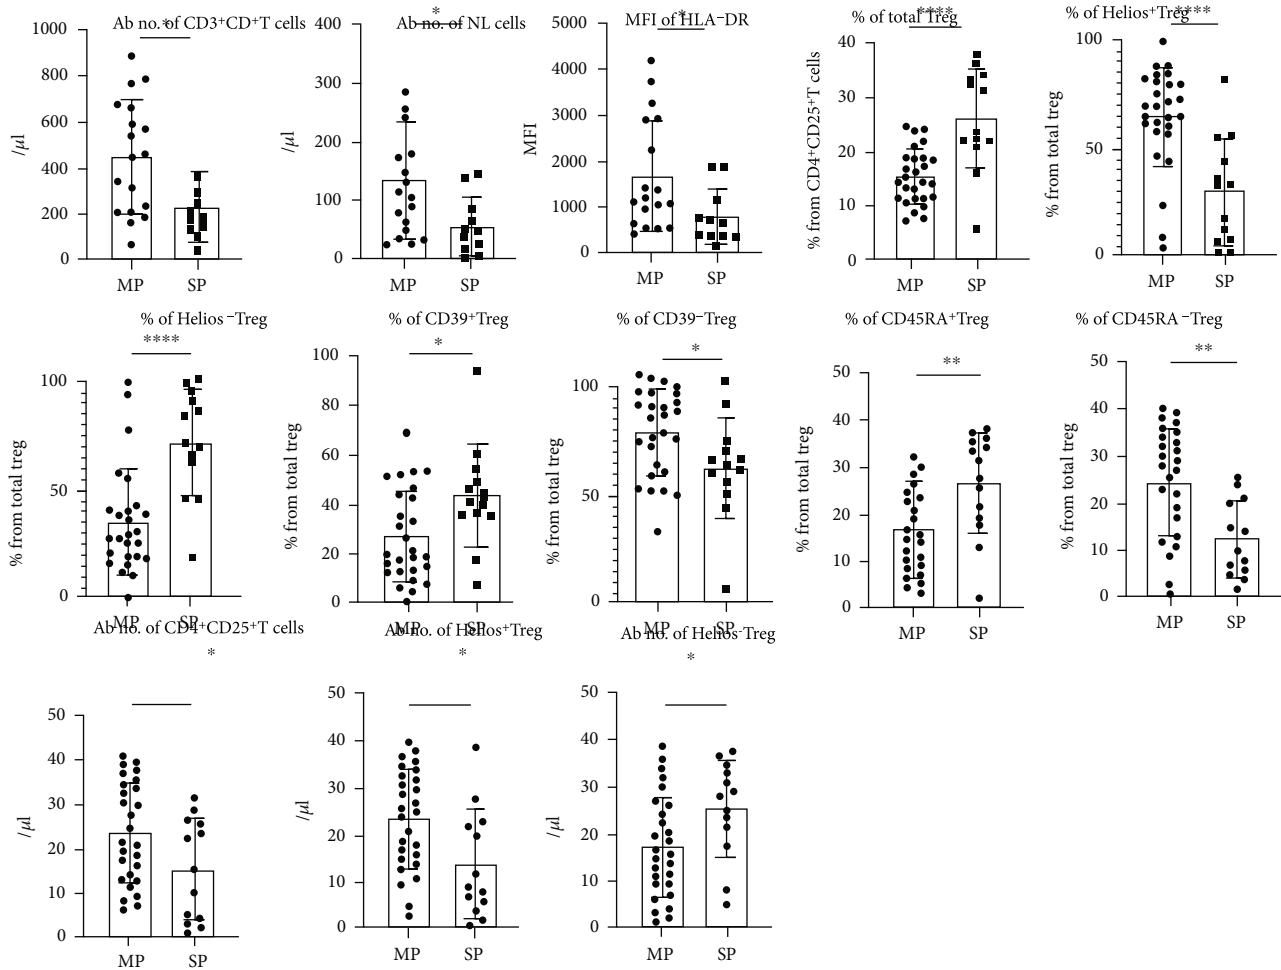 Ab no. of CD3+CD+T cells
*
/μl
1000
800
600
400
200
0
MP
SP
Ab no. of NL cells
*
/μl
400
300
200
100
0
MP
SP
MFI of HLA−DR
*
MFI
5000
4000
3000
2000
1000
0
MP
SP
% of total Treg
****
% from CD4+CD25+T cells
40
30
20
10
0
MP
SP
% of Helios+Treg
****
% from total treg
100
50
0
MP
SP
% of Helios −Treg
****
% from total treg
100
50
0
MP
SP
% of CD39+Treg
*
% from total treg
100
80
60
40
20
0
MP
SP
% of CD39−Treg
*
% from total treg
100
50
0
MP
SP
% of CD45RA+Treg
**
% from total treg
50
40
30
20
10
0
MP
SP
% of CD45RA −Treg
**
% from total treg
50
40
30
20
10
0
MP
SP
Ab no. of CD4+CD25+T cells
*
/μl
50
40
30
20
10
0
MP
SP
Ab no. of Helios+Treg
*
/μl
50
40
30
20
10
0
MP
SP
Ab no. of Helios-Treg
*
/μl
50
40
30
20
10
0
MP
SP